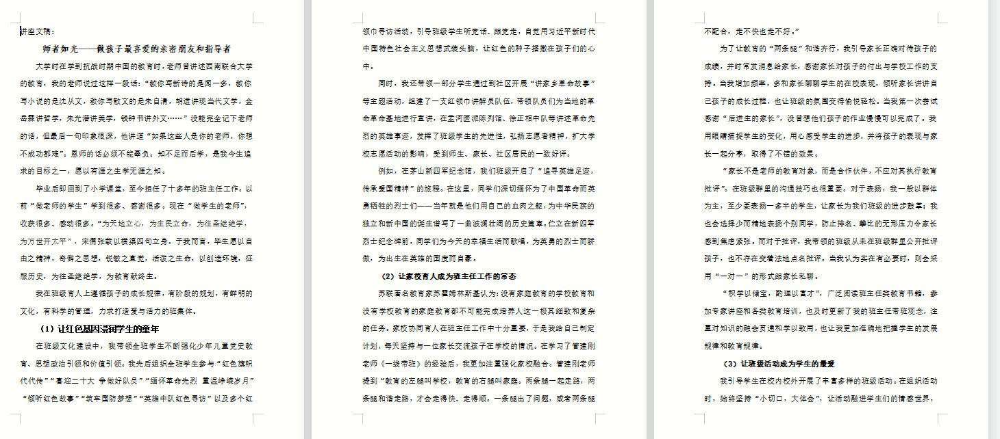 讲座文稿：
师者如光——做孩子最喜爱的亲密朋友和指导者
大学时在学到抗战时期中国的教育时，老师曾讲述西南联合大学
的教育，我的老师说过这样一段话：“教你写新诗的是闻一多，教你
写小说的是沈从文，教你写散文的是朱自清，胡适讲现当代文学，金
岳霖讲哲学，朱光潜讲美学，钱钟书讲外文……”没能完全记下老师
的话，但最后一句印象很深，他讲道“如果这些人是你的老师，你想
不成功都难”。恩师的话必须不能辜负。知不足而后学，是我今生追
求的目标之一，愿以有涯之生学无涯之知。
毕业后即回到了小学课堂，至今担任了十多年的班主任工作。以
前“做老师的学生”学到很多、感谢很多。现在“做学生的老师”，
收获很多、感动很多。“为天地立心，为生民立命，为往圣继绝学，
为万世开太平”，宋儒张载以横渠四句立身。于我而言，毕生愿以自
由之精神，奇僻之思想，锐敏之直觉，活泼之生命，以创造环境，征
服历史，为往圣继绝学，为教育献终生。
我在班级育人上遵循孩子的成长规律，有阶段的规划，有鲜明的
文化，有科学的管理，力求打造爱与活力的班集体。
（1）让红色基因浸润学生的童年
在班级文化建设中，我带领全班学生不断强化少年儿童党史教
育、思想政治引领和价值引领。我先后组织全班学生参与“红色旗帜
代代传”“喜迎二十大 争做好队员”“缅怀革命先烈 重温峥嵘岁月”
“倾听红色故事”“筑牢国防梦想”“英雄中队红色寻访”以及多个红
领巾寻访活动，引导班级学生听党话、跟党走，自觉用习近平新时代
中国特色社会主义思想武装头脑，让红色的种子播撒在孩子们的心
中。
同时，我还带领一部分学生通过到社区开展“讲家乡革命故事”
等主题活动，组建了一支红领巾讲解员队伍，带领队员们为当地的革
命革命基地进行宣讲，在孟河医派陈列馆、徐正相中队等讲述革命先
烈的英雄事迹，发挥了班级学生的先进性，弘扬志愿者精神，扩大学
校志愿活动的影响，受到师生、家长、社区居民的一致好评。
例如，在茅山新四军纪念馆，我们班级开启了“追寻英雄足迹，
传承爱国精神”的旅程。在这里，同学们深切缅怀为了中国革命而英
勇牺牲的烈士们——当年就是他们用自己的血肉之躯，为中华民族的
独立和新中国的诞生谱写了一曲波澜壮阔的历史篇章。伫立在新四军
烈士纪念碑前，同学们为今天的幸福生活而歌唱，为英勇的烈士而骄
傲，为出生在英雄的国度而自豪。
（2）让家校育人成为班主任工作的常态
苏联著名教育家苏霍姆林斯基认为：没有家庭教育的学校教育和
没有学校教育的家庭教育都不可能完成培养人这一极其细致和复杂
的任务。家校协同育人在班主任工作中十分重要，于是我给自己制定
计划，每天坚持与一位家长交流孩子在学校的情况。在学习了管建刚
老师《一线带班》的经验后，我更加注重强化家校融合。管建刚老师
提到“教育的左腿叫学校，教育的右腿叫家庭。两条腿一起走路，两
条腿和谐走路，才会走得快、走得顺。一条腿出了问题，或者两条腿
不配合，走不快也走不好。”
为了让教育的“两条腿”和谐齐行，我引导家长正确对待孩子的
成绩，并时常发消息给家长，感谢家长对孩子的付出与学校工作的支
持。当我增加频率，多和家长聊聊学生的在校表现，倾听家长讲讲自
己孩子的成长过程，也让班级的氛围变得愉悦轻松。当我第一次尝试
感谢“后进生的家长”，没曾想他们孩子的作业慢慢可以完成了。我
用眼睛捕捉学生的变化，用心感受学生的进步，并将孩子的表现与家
长一起分享，取得了不错的效果。
“家长不是老师的教育对象，而是合作伙伴，不应对其执行教育
批评”。在班级群里的沟通技巧也很重要。对于表扬，我一般以群体
为主，至少要表扬一多半的学生，让家长为我们班级的进步鼓掌；我
也会选择少而精地表扬个别同学，防止排名、攀比的无形压力令家长
感到焦虑紧张。而对于批评，我带领的班级从未在班级群里公开批评
孩子，也不存在变着法地点名批评。当我认为实在有必要时，则会采
用“一对一”的形式跟家长私聊。
“积学以储宝，酌理以富才”，广泛阅读班主任类教育书籍，参
加专家讲座和各类教育培训，也及时更新了我的班主任带班观念，注
重对知识的融会贯通和学以致用，也让我更加准确地把握学生的发展
规律和教育规律。
（3）让班级活动成为学生的最爱
我引导学生在校内校外开展了丰富多样的班级活动。在组织活动
时，始终坚持“小切口，大体会”，让活动融进学生们的情感世界，